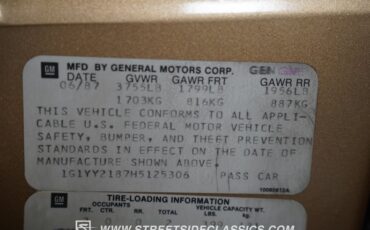 GM MFD BY GENERAL MOTORS CORP. GEN
DATE GVWR GAWR FRT GAWR RR
06/87 3755LB 1799LB 1956LB
1703KG 816KG 887KG
THIS VEHICLE CONFORMS TO ALL APPLI-
CABLE U.S. FEDERAL MOTOR VEHICLE
SAFETY, BUMPER, AND THEFT PREVENTION
STANDARDS IN EFFECT ON THE DATE OF
MANUFACTURE SHOWN ABOVE.
1G1YY2187H5125306 PASS CAR
GM TIRE-LOADING INFORMATION
OCCUPANTS VEHICLE CAPACITY WT.
FRT. CTR. RR. TOTAL LBS. KG.
WWW.STREETSIDECLASSICS.COM